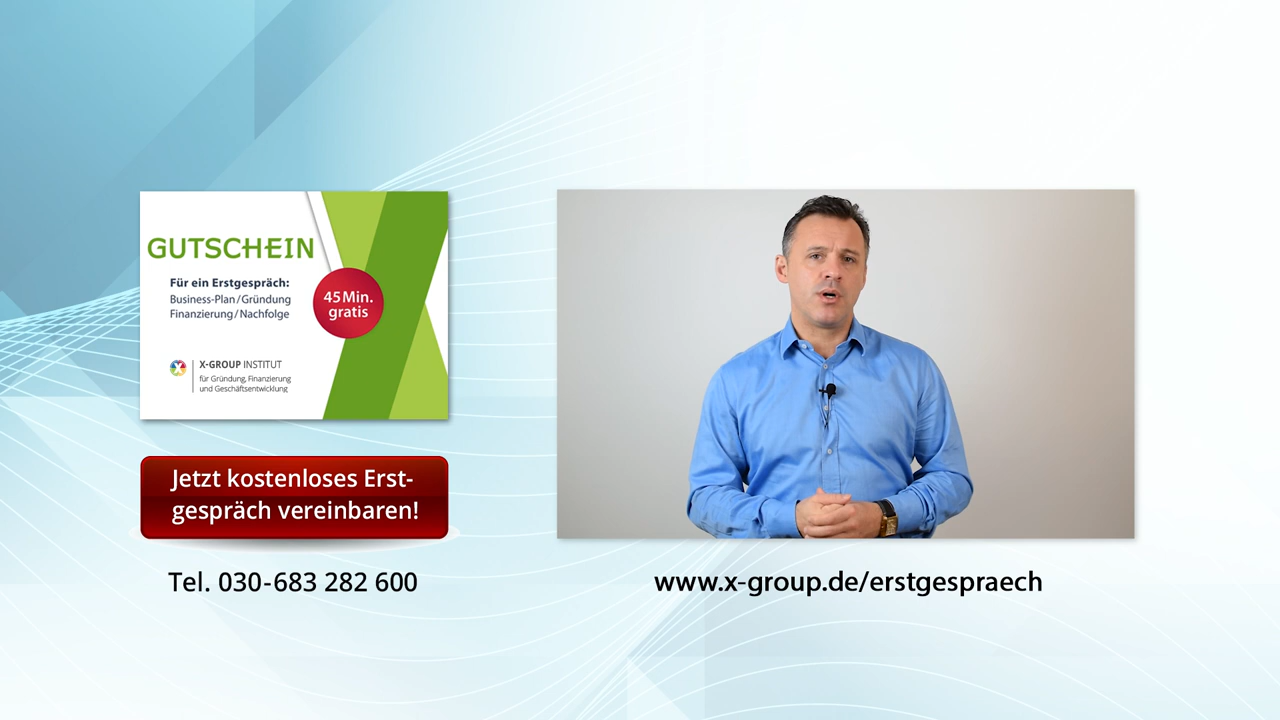 GUTSCHEIN
Für ein Erstgespräch:
Business-Plan/Gründung
Finanzierung/Nachfolge
45 Min.
gratis
X-GROUP INSTITUT
für Gründung, Finanzierung
und Geschäftsentwicklung
Jetzt kostenloses Erst-
gespräch vereinbaren!
Tel. 030-683 282 600
www.x-group.de/erstgespraech